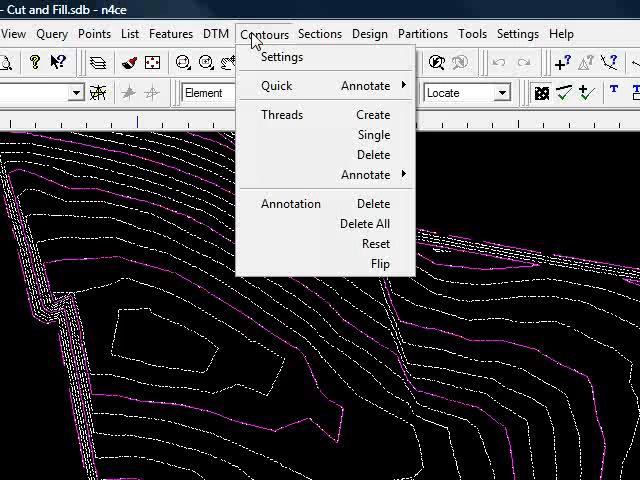 - Cut and Fill.sdb - n4ce
View Query Points List Features DTM Contours Sections Design Partitions Tools Settings Help
Settings
Quick Annotate
Element
Locate
Threads Create
Single
Delete
Annotate
Annotation Delete
Delete All
Reset
Flip